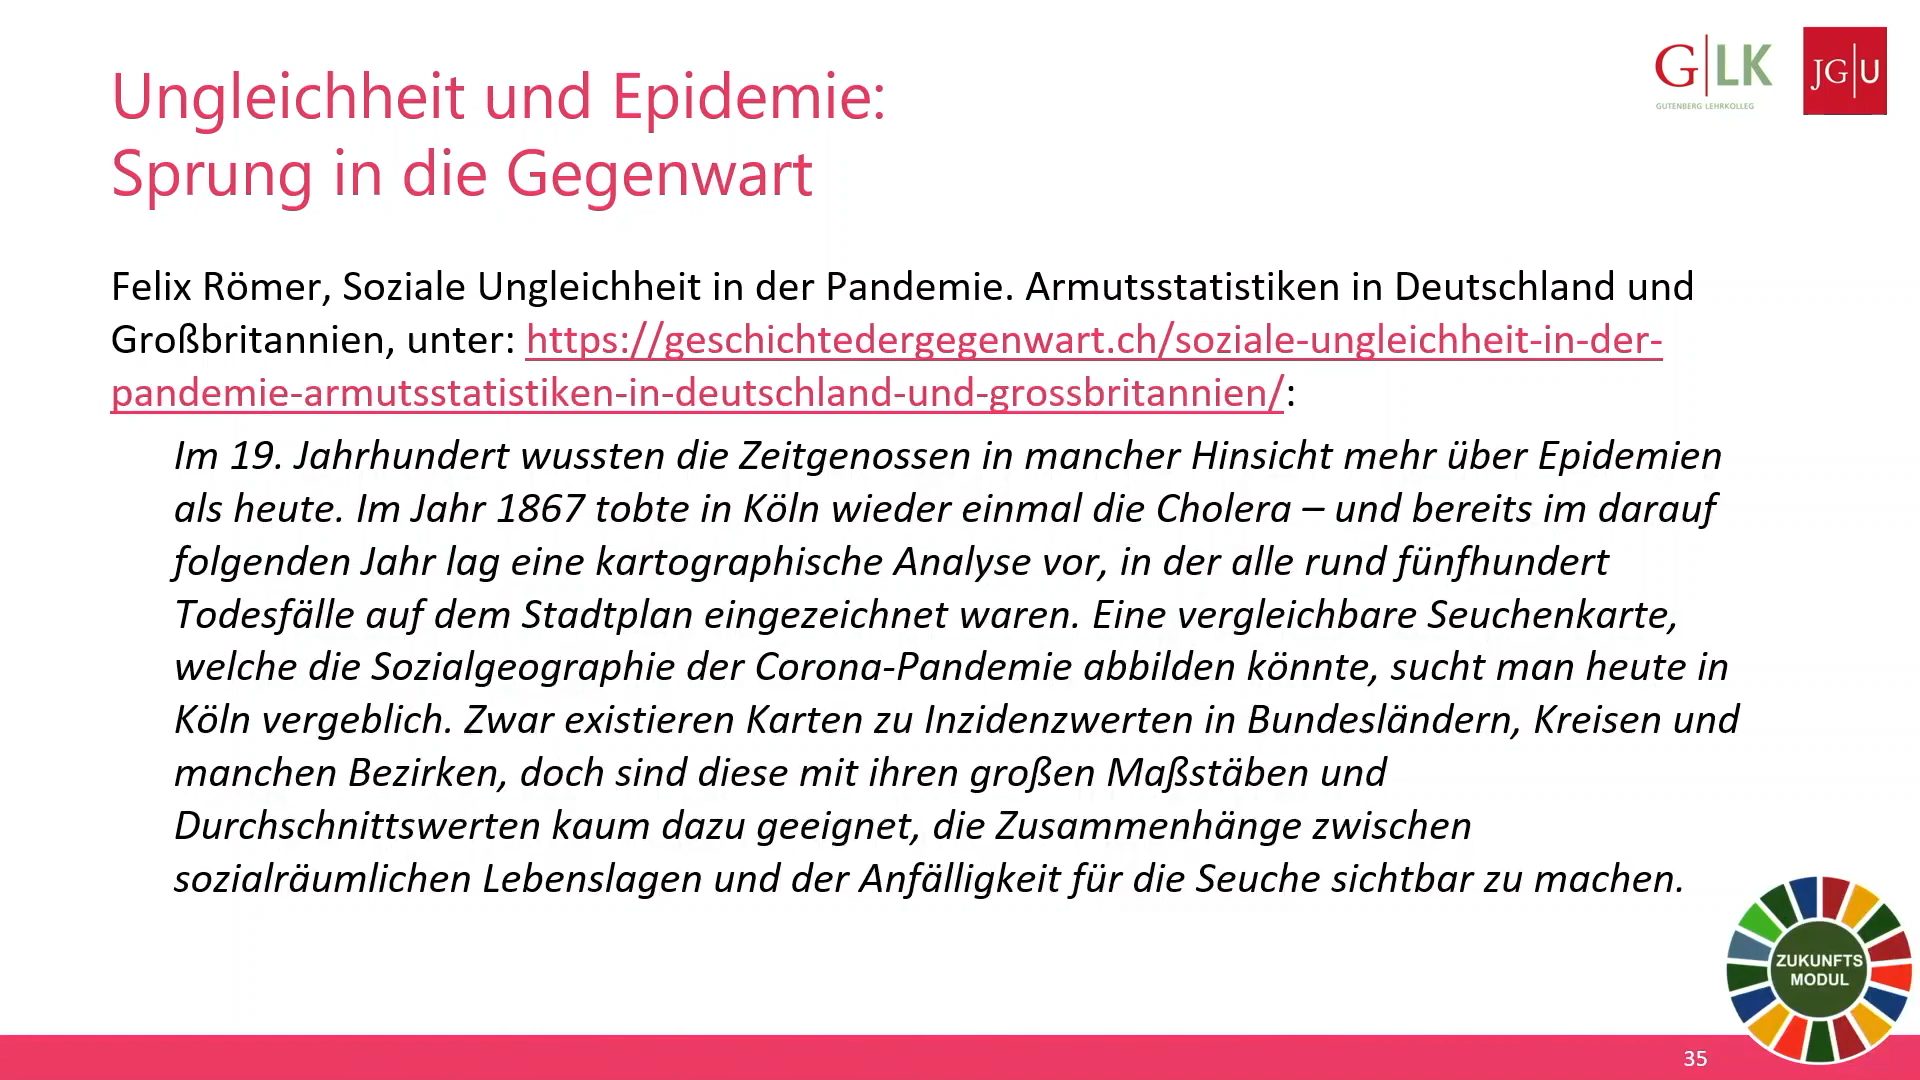 Ungleichheit und Epidemie:
Sprung in die Gegenwart
G|LK
GUTENBERG LEHRKOLLEG
JG|U
Felix Römer, Soziale Ungleichheit in der Pandemie. Armutsstatistiken in Deutschland und
Großbritannien, unter: https://geschichtedergegenwart.ch/soziale-ungleichheit-in-der-
pandemie-armutsstatistiken-in-deutschland-und-grossbritannien/:
Im 19. Jahrhundert wussten die Zeitgenossen in mancher Hinsicht mehr über Epidemien
als heute. Im Jahr 1867 tobte in Köln wieder einmal die Cholera – und bereits im darauf
folgenden Jahr lag eine kartographische Analyse vor, in der alle rund fünfhundert
Todesfälle auf dem Stadtplan eingezeichnet waren. Eine vergleichbare Seuchenkarte,
welche die Sozialgeographie der Corona-Pandemie abbilden könnte, sucht man heute in
Köln vergeblich. Zwar existieren Karten zu Inzidenzwerten in Bundesländern, Kreisen und
manchen Bezirken, doch sind diese mit ihren großen Maßstäben und
Durchschnittswerten kaum dazu geeignet, die Zusammenhänge zwischen
sozialräumlichen Lebenslagen und der Anfälligkeit für die Seuche sichtbar zu machen.
ZUKUNFTS
MODUL
35